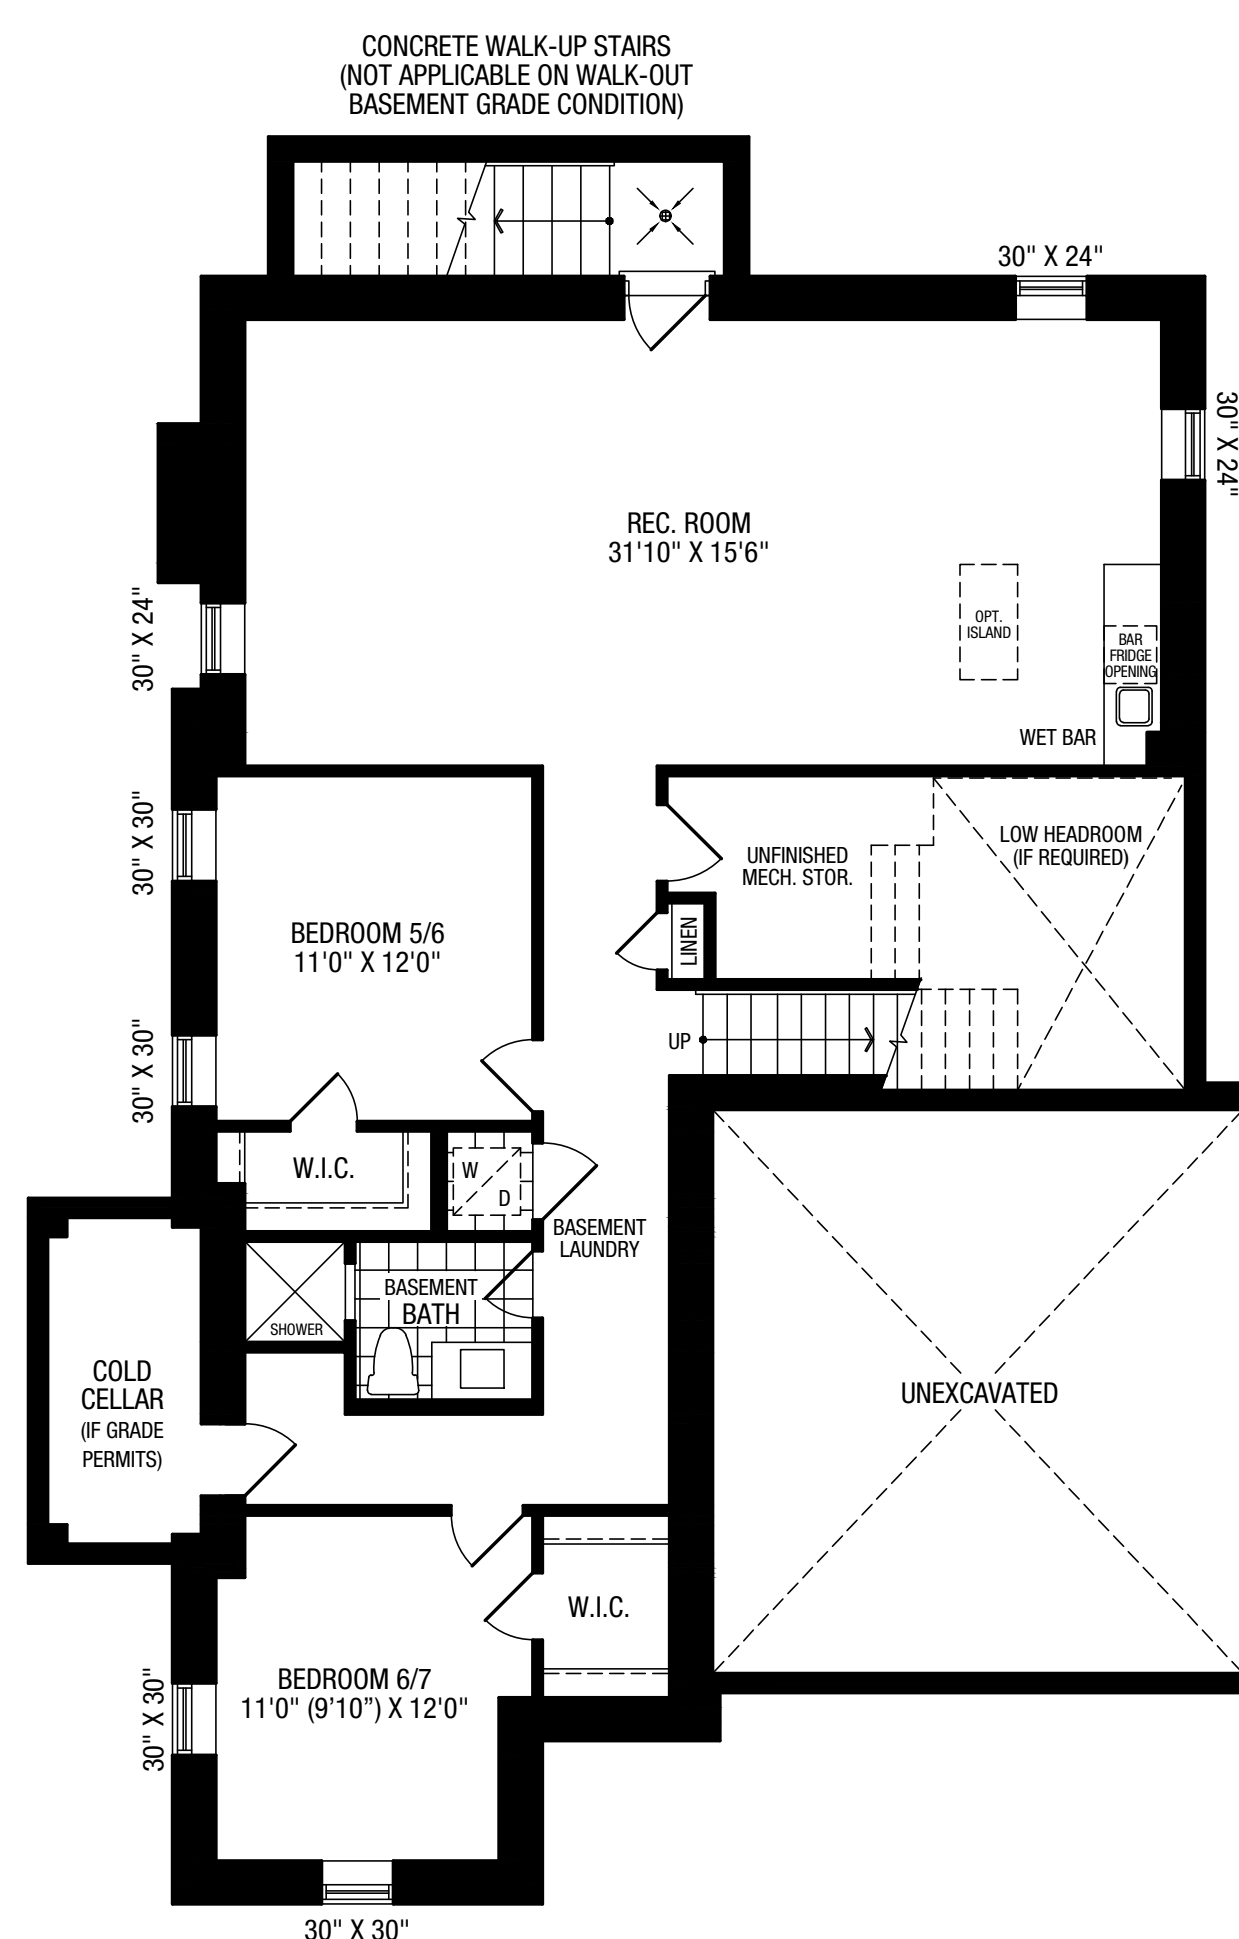 CONCRETE WALK-UP STAIRS
(NOT APPLICABLE ON WALK-OUT
BASEMENT GRADE CONDITION)
30" X 24"
30" X 24"
REC. ROOM
31'10" X 15'6"
30" X 24"
OPT.
ISLAND
BAR
FRIDGE
OPENING
WET BAR
30" X 30"
UNFINISHED
MECH. STOR.
LOW HEADROOM
(IF REQUIRED)
BEDROOM 5/6
11'0" X 12'0"
LINEN
30" X 30"
UP
W.I.C.
W
D
BASEMENT
LAUNDRY
BASEMENT
BATH
SHOWER
COLD
CELLAR
(IF GRADE
PERMITS)
UNEXCAVATED
W.I.C.
BEDROOM 6/7
11'0" (9’10”) X 12'0"
30" X 30"
30" X 30"